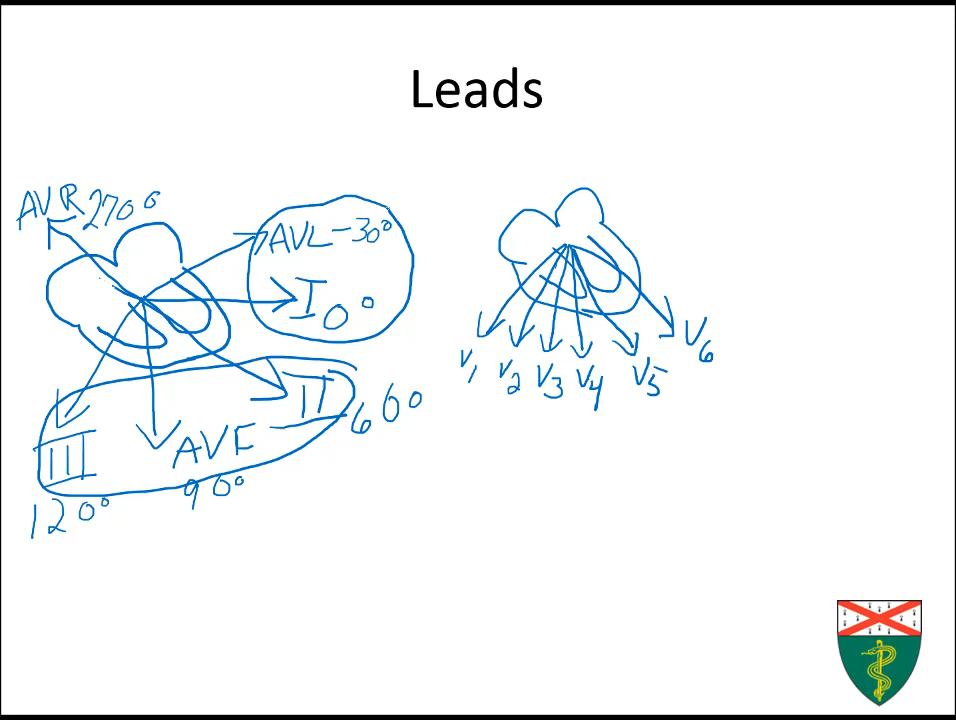 Leads
AVR 270°
AVL -30°
I 0°
II 60°
III
AVF
90°
120°
V1 V2 V3 V4 V5 V6